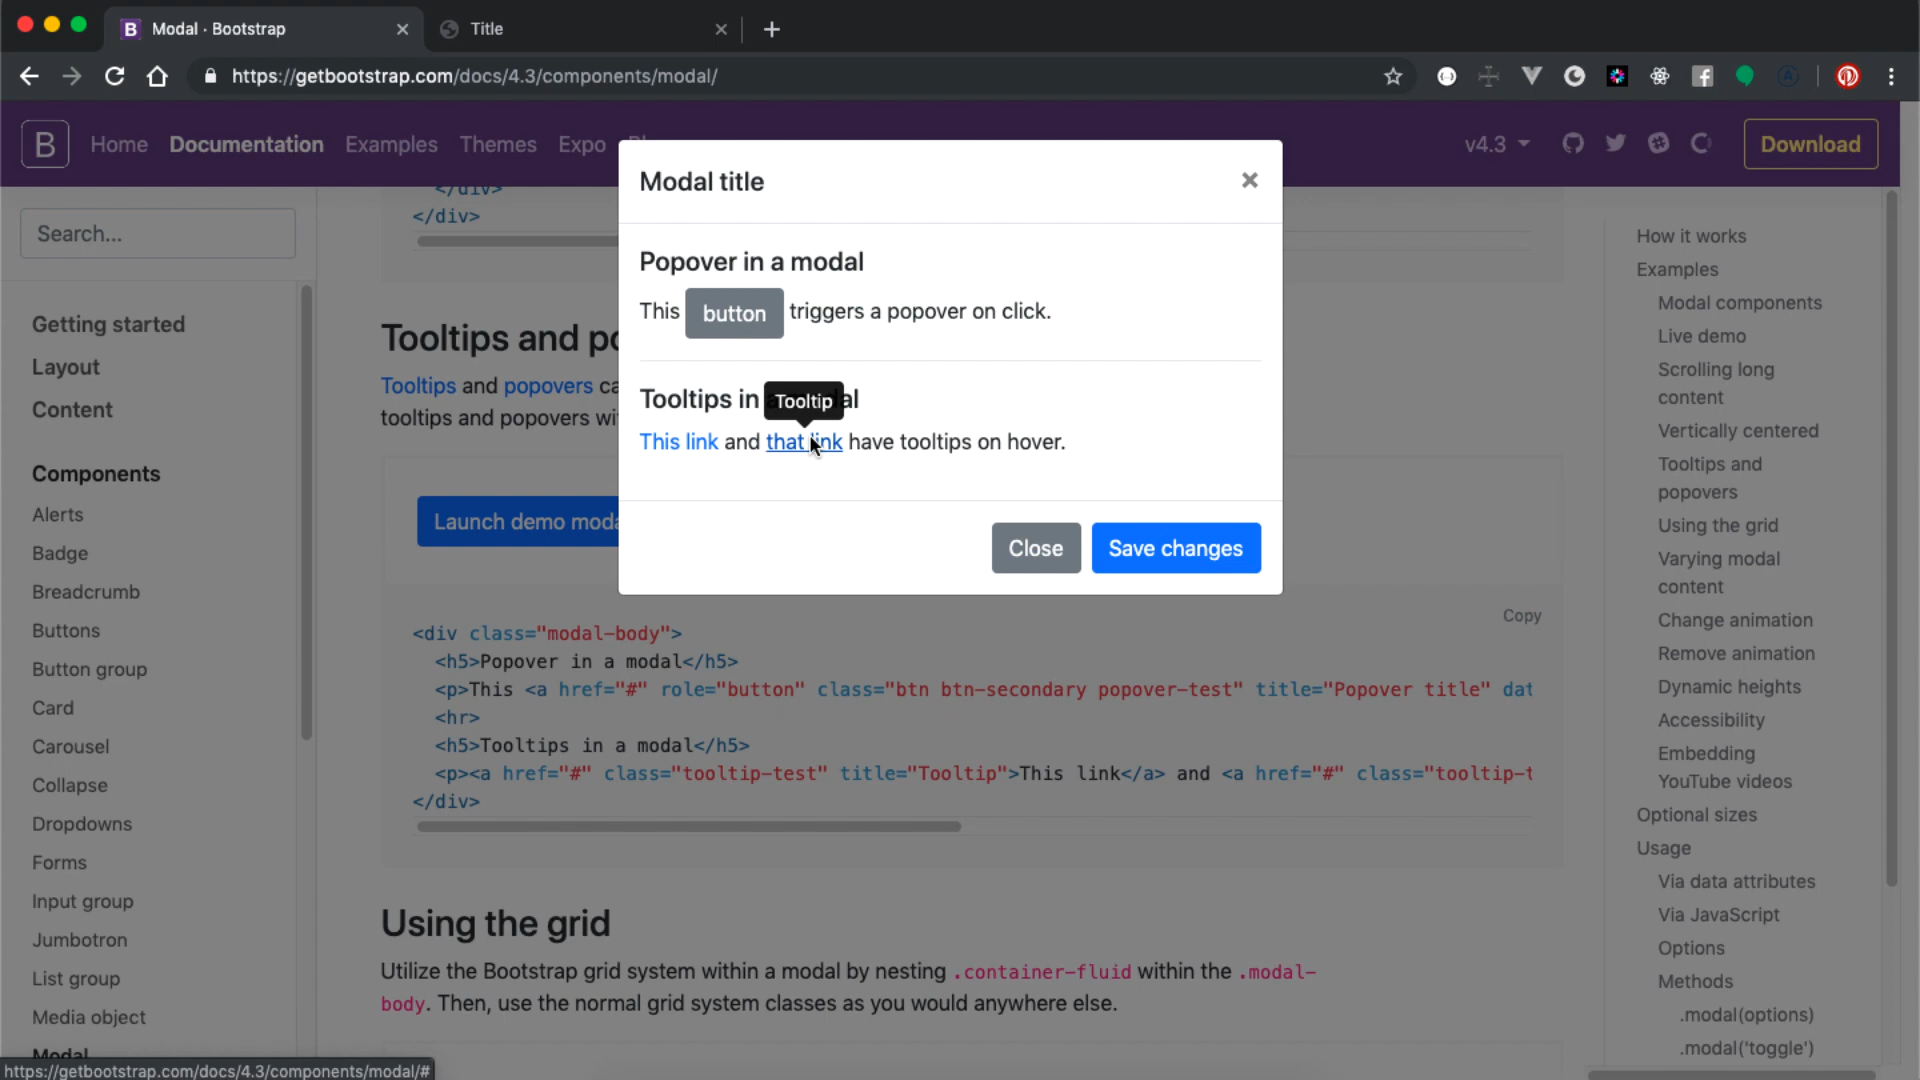 Modal · Bootstrap
Title
https://getbootstrap.com/docs/4.3/components/modal/
B Home Documentation Examples Themes Expo
v4.3
Download
Search...
Getting started
Layout
Content
Components
Alerts
Badge
Breadcrumb
Buttons
Button group
Card
Carousel
Collapse
Dropdowns
Forms
Input group
Jumbotron
List group
Media object
Modal
</div>
</div>
Tooltips and po
Tooltips and popovers ca
tooltips and popovers wi
Launch demo moda
Modal title
×
Popover in a modal
This button triggers a popover on click.
Tooltips in al
Tooltip
This link and that link have tooltips on hover.
Close
Save changes
Copy
<div class="modal-body">
<h5>Popover in a modal</h5>
<p>This <a href="#" role="button" class="btn btn-secondary popover-test" title="Popover title" dat
<hr>
<h5>Tooltips in a modal</h5>
<p><a href="#" class="tooltip-test" title="Tooltip">This link</a> and <a href="#" class="tooltip-t
</div>
Using the grid
Utilize the Bootstrap grid system within a modal by nesting .container-fluid within the .modal-
body. Then, use the normal grid system classes as you would anywhere else.
How it works
Examples
Modal components
Live demo
Scrolling long
content
Vertically centered
Tooltips and
popovers
Using the grid
Varying modal
content
Change animation
Remove animation
Dynamic heights
Accessibility
Embedding
YouTube videos
Optional sizes
Usage
Via data attributes
Via JavaScript
Options
Methods
.modal(options)
.modal('toggle')
https://getbootstrap.com/docs/4.3/components/modal/#